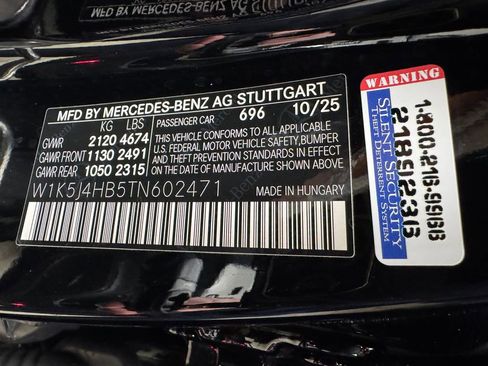 MFD BY MERCEDES-BENZ AG STUTTGART
KG LBS PASSENGER CAR 696 10/25
GVWR 2120 4674
GAWR FRONT 1130 2491
GAWR REAR 1050 2315
THIS VEHICLE CONFORMS TO ALL APPLICABLE
U.S. FEDERAL MOTOR VEHICLE SAFETY, BUMPER
AND THEFT PREVENTION STANDARDS IN EFFECT
ON THE DATE OF MANUFACTURE SHOWN ABOVE.
W1K5J4HB5TN602471
MADE IN HUNGARY
WARNING
SILENT SECURITY
THEFT DETERRENT SYSTEM
21889236